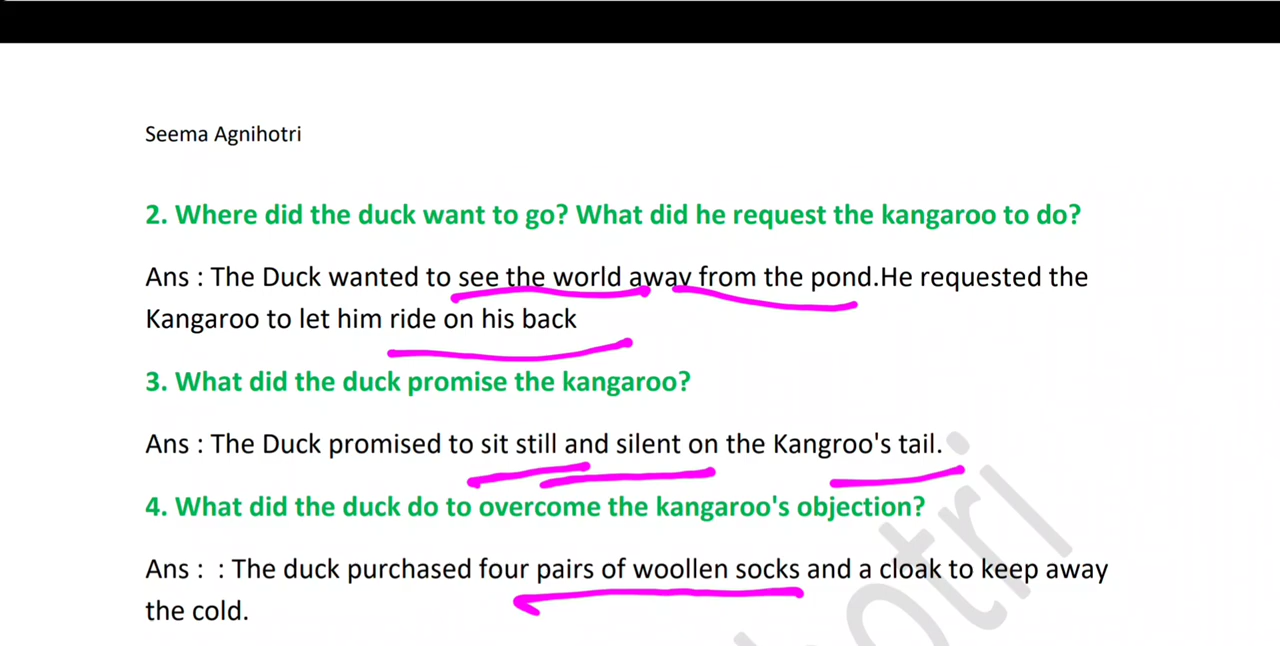 Seema Agnihotri
2. Where did the duck want to go? What did he request the kangaroo to do?
Ans : The Duck wanted to see the world away from the pond.He requested the
Kangaroo to let him ride on his back
3. What did the duck promise the kangaroo?
Ans : The Duck promised to sit still and silent on the Kangroo's tail.
4. What did the duck do to overcome the kangaroo's objection?
Ans : : The duck purchased four pairs of woollen socks and a cloak to keep away
the cold.